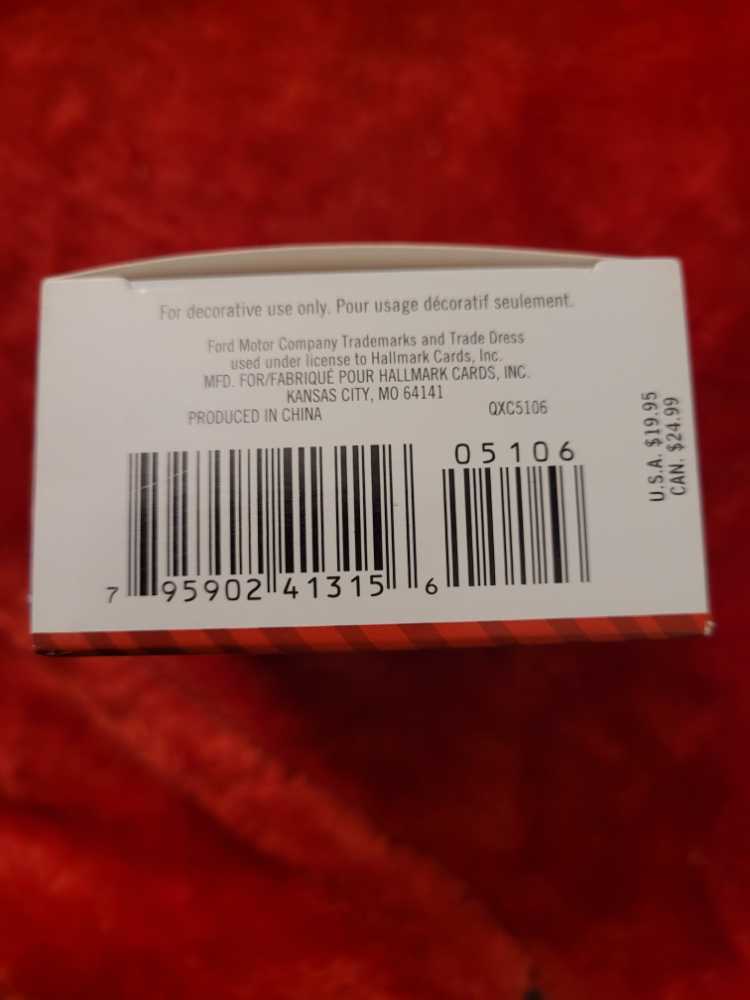 For decorative use only. Pour usage décoratif seulement.
Ford Motor Company Trademarks and Trade Dress
used under license to Hallmark Cards, Inc.
MFD. FOR/FABRIQUÉ POUR HALLMARK CARDS, INC.
KANSAS CITY, MO 64141
PRODUCED IN CHINA QXC5106
U.S.A. $19.95
CAN. $24.99
05106
7 95902 41315 6